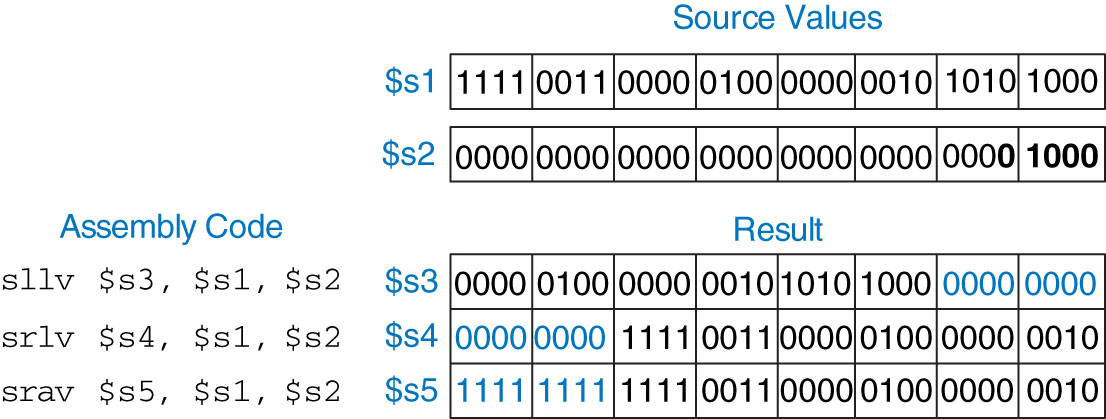 Source Values
$s1 1111 0011 0000 0100 0000 0010 1010 1000
$s2 0000 0000 0000 0000 0000 0000 0000 1000
Assembly Code Result
sllv $s3, $s1, $s2 $s3 0000 0100 0000 0010 1010 1000 0000 0000
srlv $s4, $s1, $s2 $s4 0000 0000 1111 0011 0000 0100 0000 0010
srav $s5, $s1, $s2 $s5 1111 1111 1111 0011 0000 0100 0000 0010